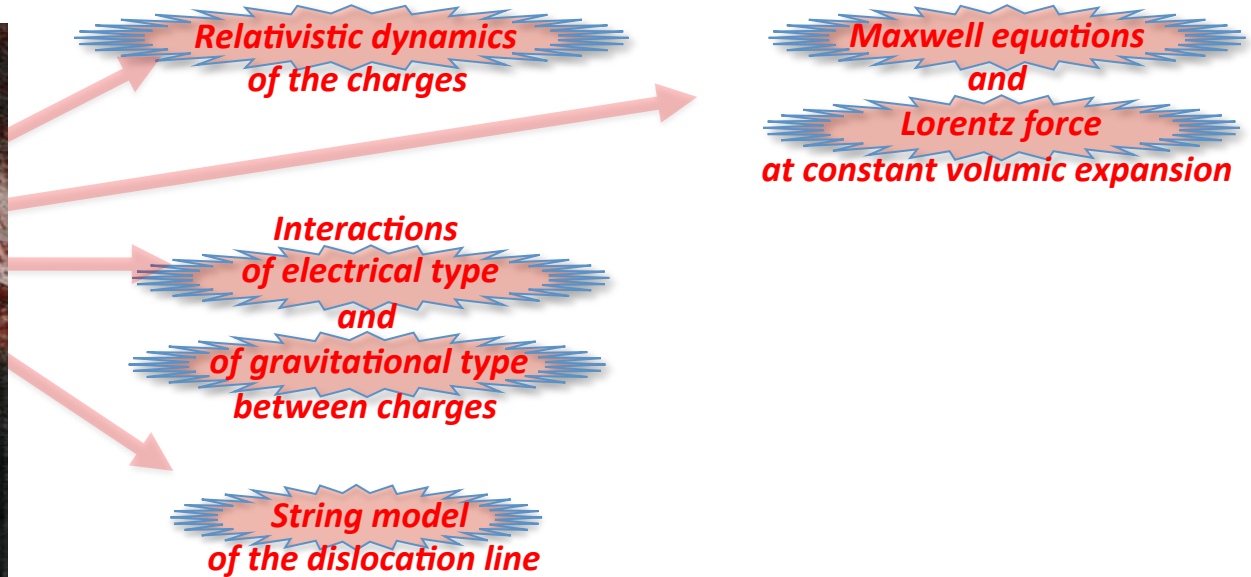 Relativistic dynamics
of the charges
Maxwell equations
and
Lorentz force
at constant volumic expansion
Interactions
of electrical type
and
of gravitational type
between charges
String model
of the dislocation line